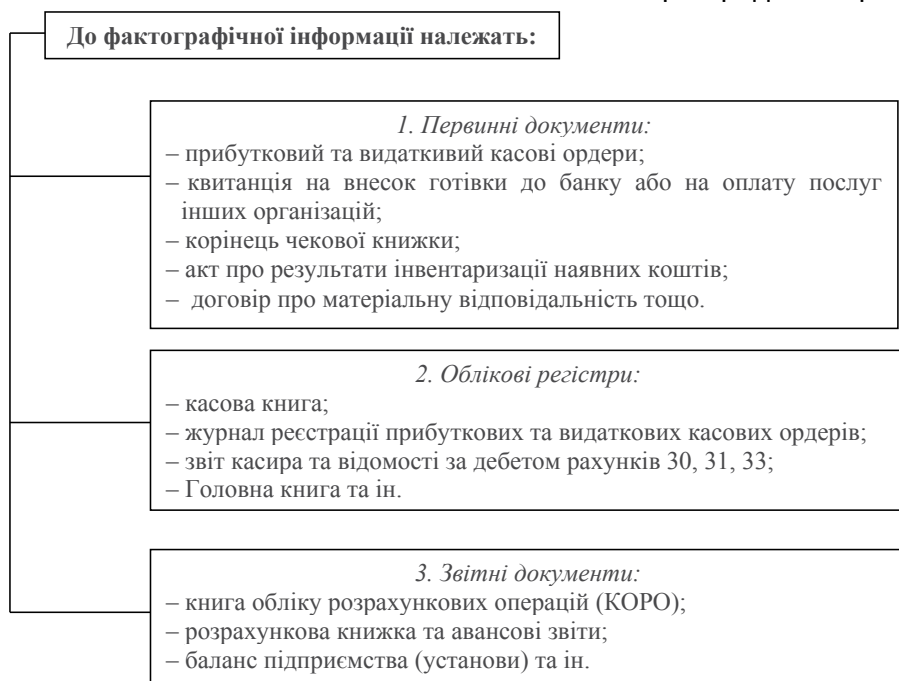 До фактографічної інформації належать:
1. Первинні документи:
– прибутковий та видаткивий касові ордери;
– квитанція на внесок готівки до банку або на оплату послуг
інших організацій;
– корінець чекової книжки;
– акт про результати інвентаризації наявних коштів;
– договір про матеріальну відповідальність тощо.
2. Облікові регістри:
– касова книга;
– журнал реєстрації прибуткових та видаткових касових ордерів;
– звіт касира та відомості за дебетом рахунків 30, 31, 33;
– Головна книга та ін.
3. Звітні документи:
– книга обліку розрахункових операцій (КОРО);
– розрахункова книжка та авансові звіти;
– баланс підприємства (установи) та ін.